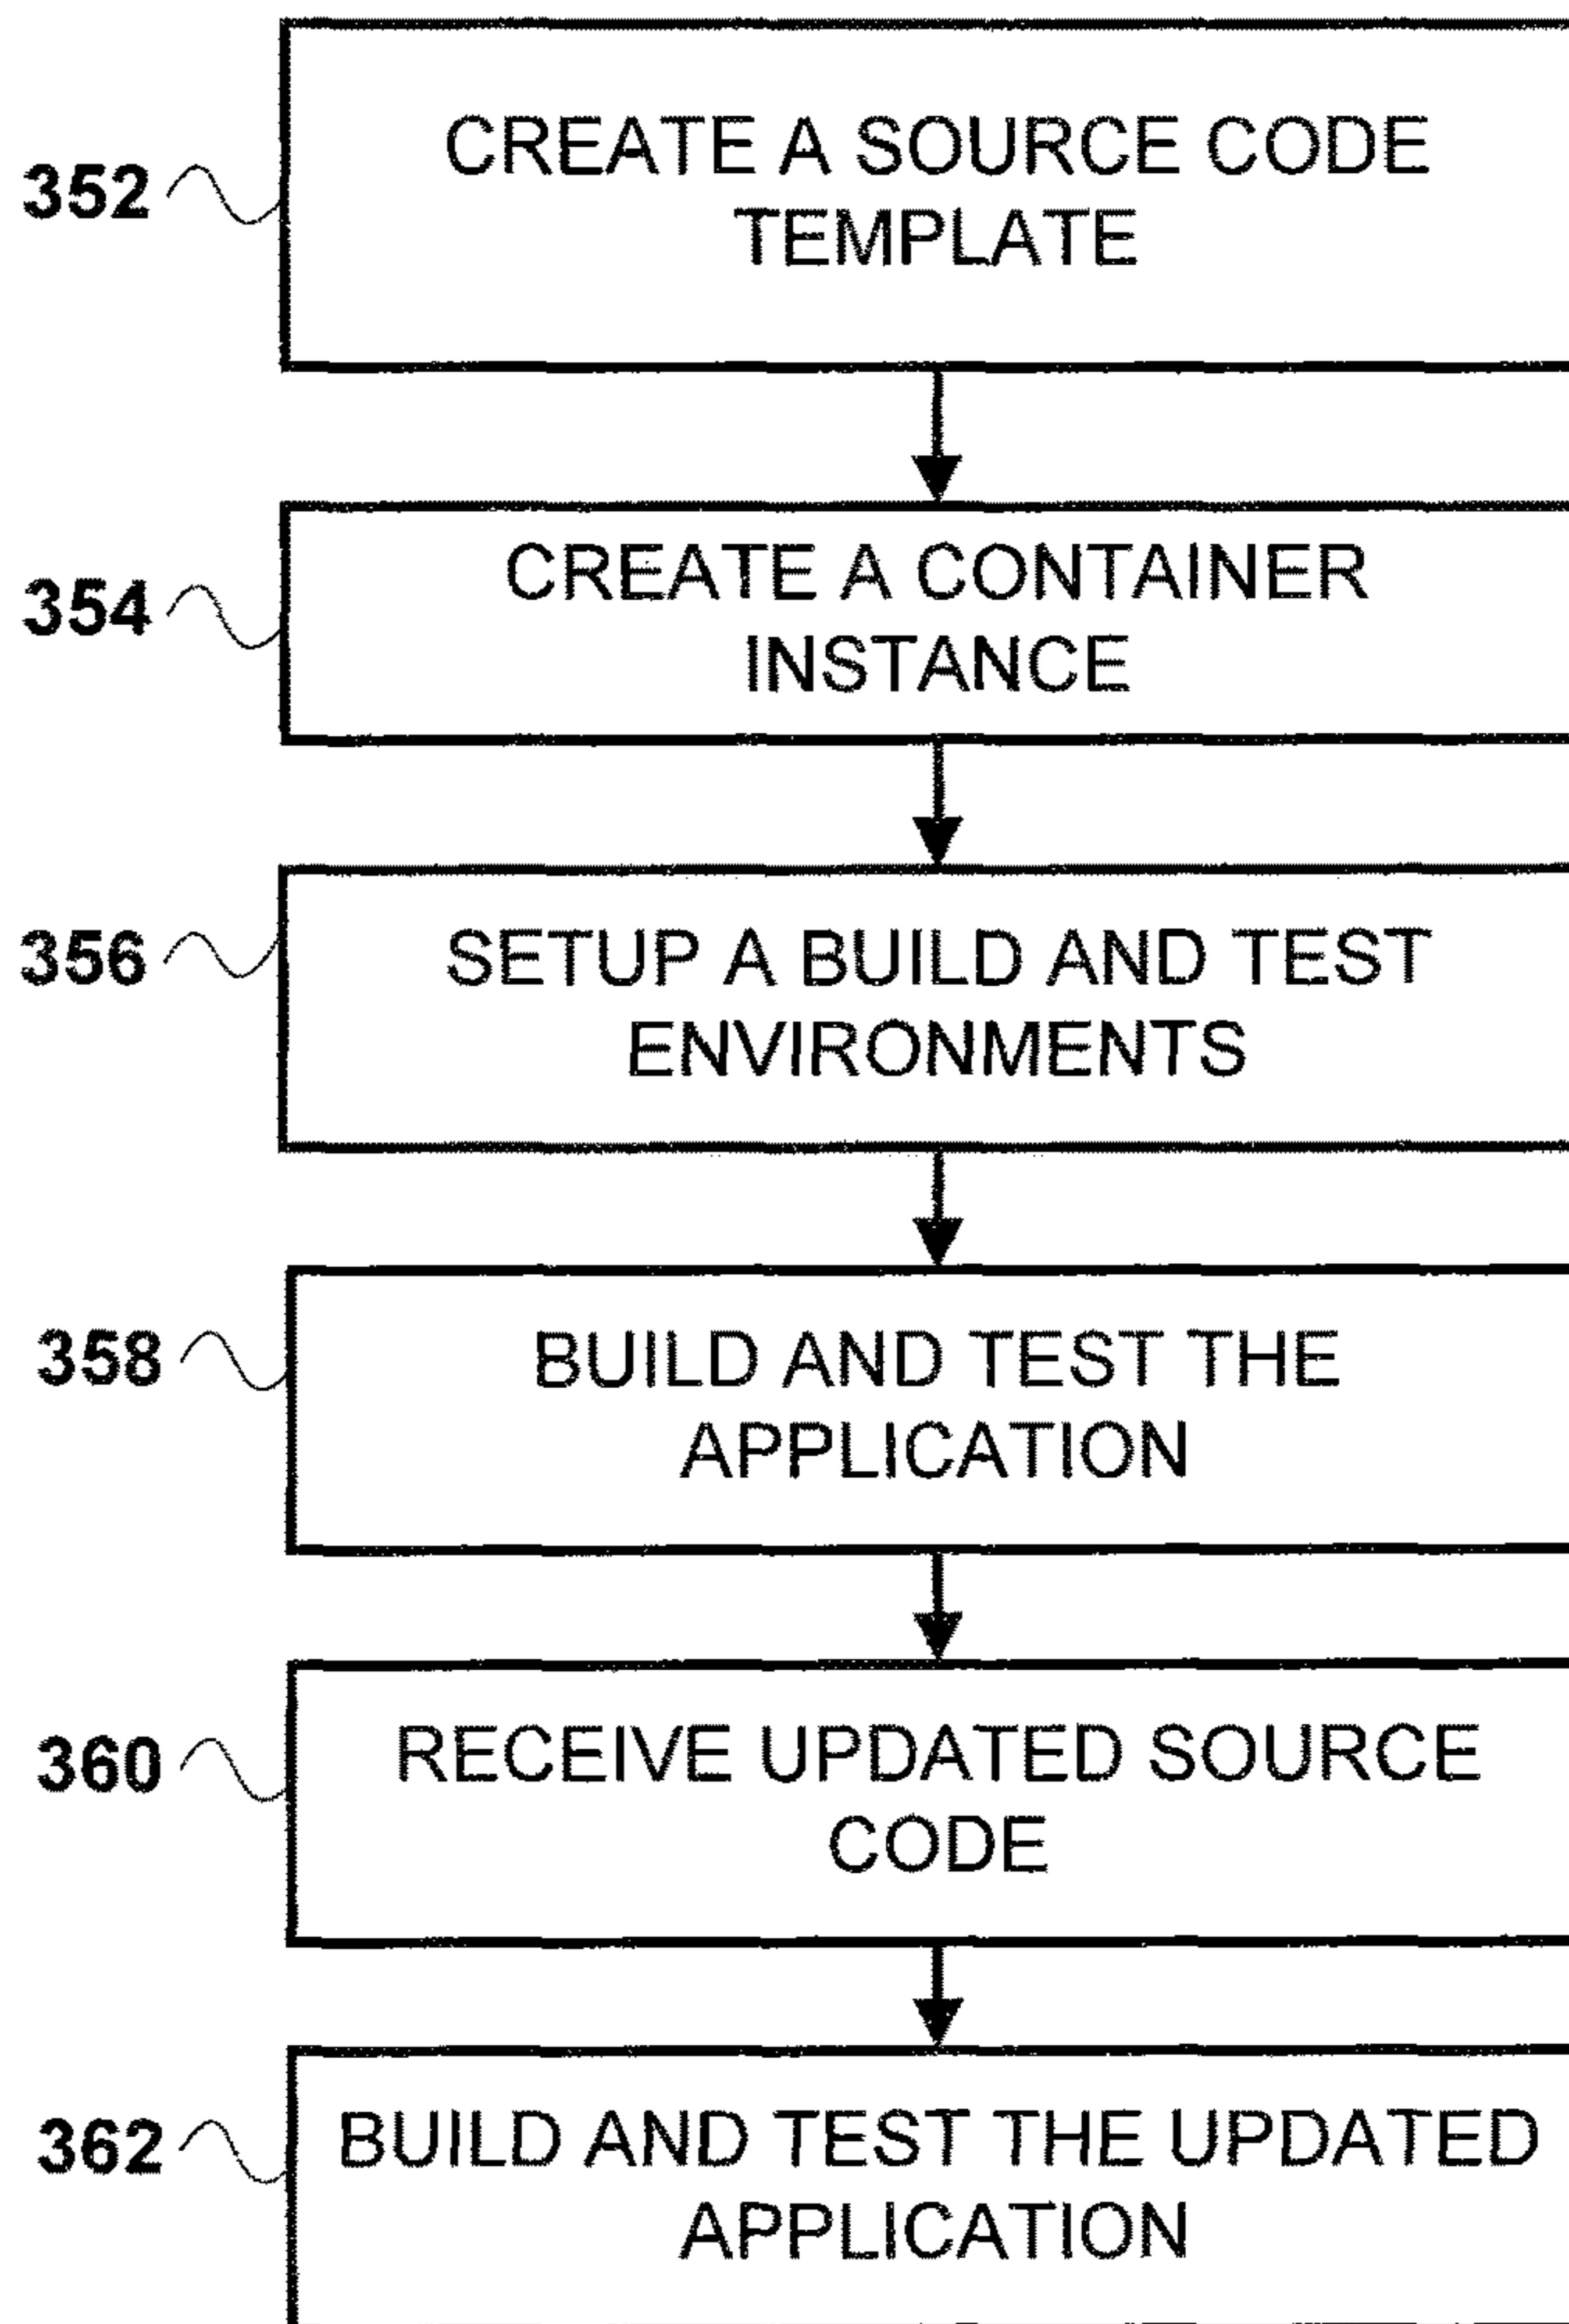 352
CREATE A SOURCE CODE
TEMPLATE
354
CREATE A CONTAINER
INSTANCE
356
SETUP A BUILD AND TEST
ENVIRONMENTS
358
BUILD AND TEST THE
APPLICATION
360
RECEIVE UPDATED SOURCE
CODE
362
BUILD AND TEST THE UPDATED
APPLICATION